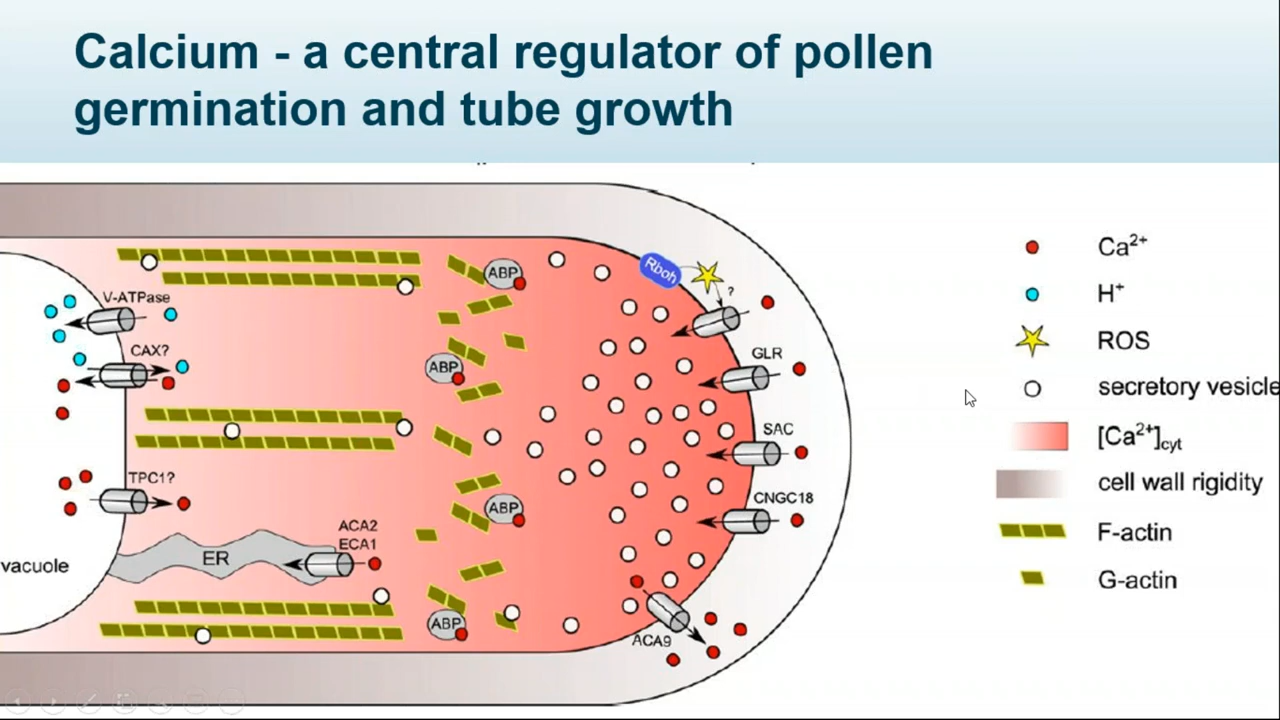 Calcium - a central regulator of pollen
germination and tube growth
Rboh
ABP
?
V-ATPase
CAX?
ABP
GLR
SAC
TPC1?
ABP
CNGC18
ACA2
ECA1
ER
vacuole
ABP
ACA9
Ca²⁺
H⁺
ROS
secretory vesicle
[Ca²⁺]cyt
cell wall rigidity
F-actin
G-actin